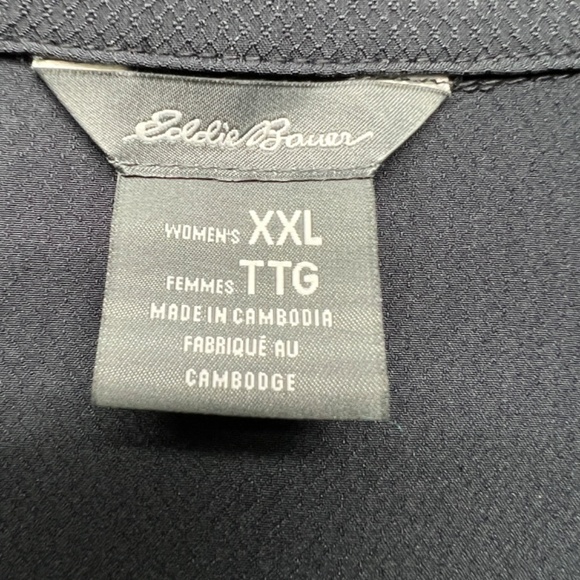 Eddie Bauer
WOMEN'S XXL
FEMMES TTG
MADE IN CAMBODIA
FABRIQUÉ AU
CAMBODGE